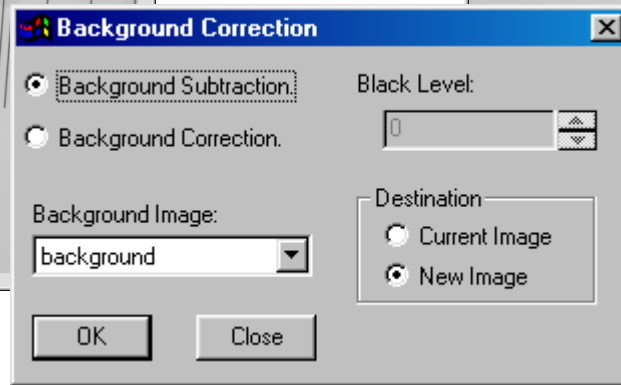 Background Correction
Background Subtraction.
Black Level:
0
Background Correction.
Background Image:
background
Destination
Current Image
New Image
OK
Close